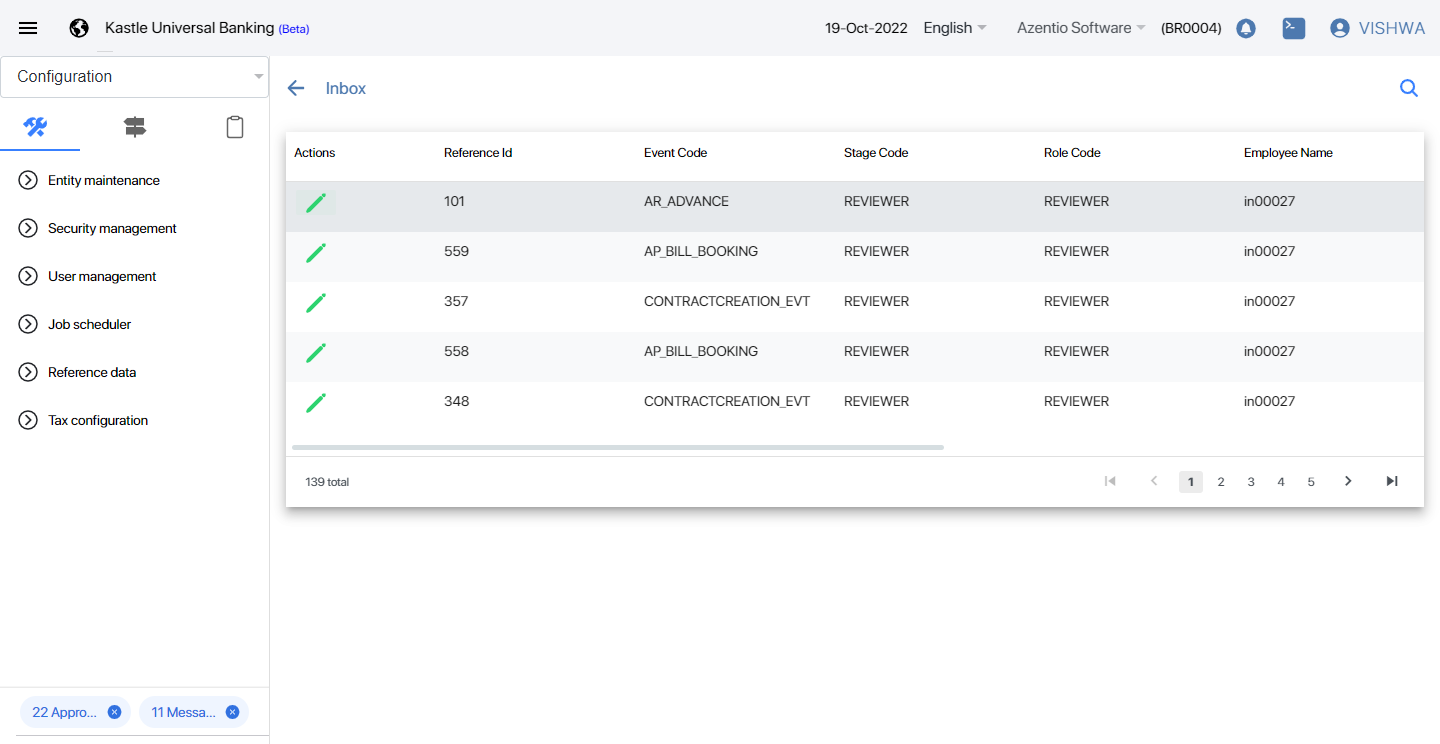 Kastle Universal Banking (Beta) 19-Oct-2022 English Azentio Software (BR0004) VISHWA
Configuration
Inbox
Entity maintenance
Security management
User management
Job scheduler
Reference data
Tax configuration
Actions Reference Id Event Code Stage Code Role Code Employee Name
101 AR_ADVANCE REVIEWER REVIEWER in00027
559 AP_BILL_BOOKING REVIEWER REVIEWER in00027
357 CONTRACTCREATION_EVT REVIEWER REVIEWER in00027
558 AP_BILL_BOOKING REVIEWER REVIEWER in00027
348 CONTRACTCREATION_EVT REVIEWER REVIEWER in00027
139 total 1 2 3 4 5
22 Appro... 11 Messa...